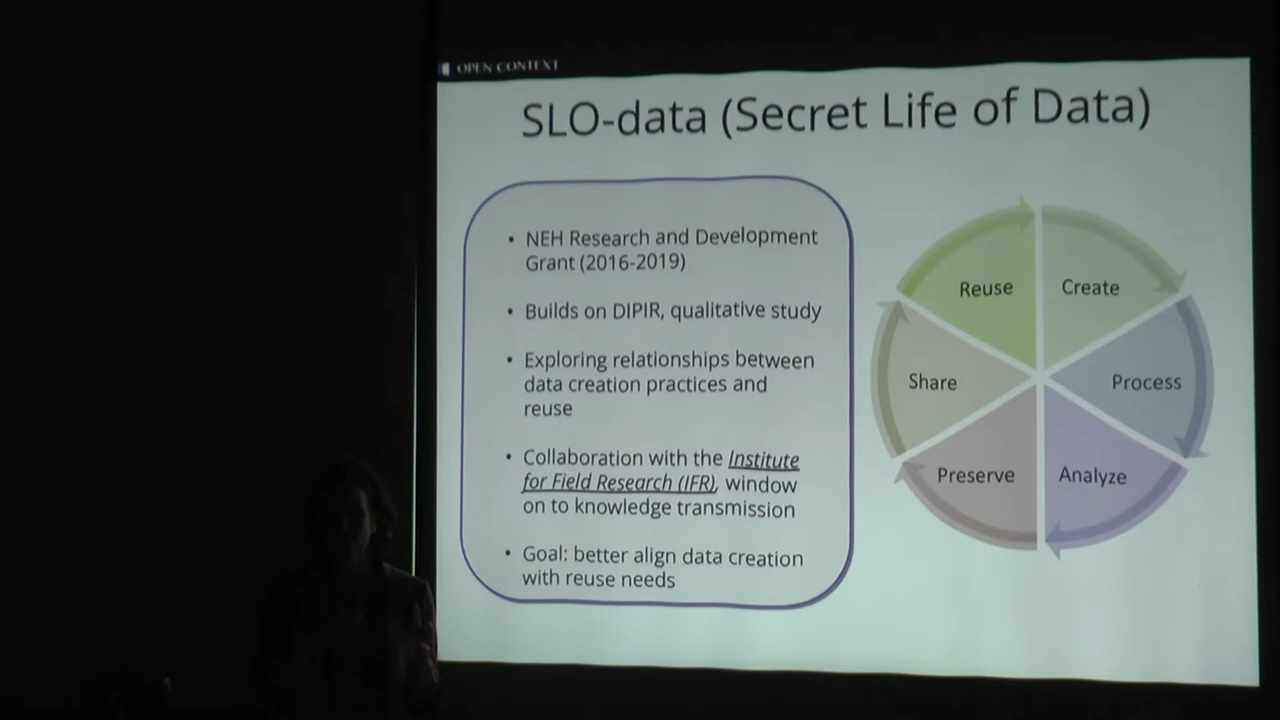 OPEN CONTEXT
SLO-data (Secret Life of Data)
• NEH Research and Development
Grant (2016-2019)
• Builds on DIPIR, qualitative study
• Exploring relationships between
data creation practices and
reuse
• Collaboration with the Institute
for Field Research (IFR), window
on to knowledge transmission
• Goal: better align data creation
with reuse needs
Reuse
Create
Share
Process
Preserve
Analyze